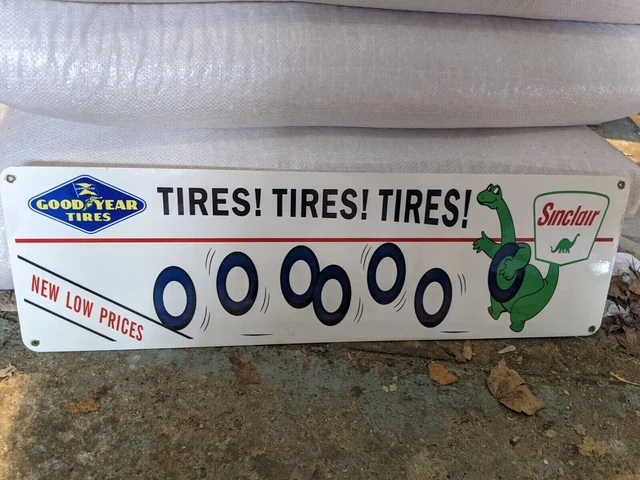 GOOD YEAR
TIRES
TIRES! TIRES! TIRES!
Sinclair
NEW LOW PRICES